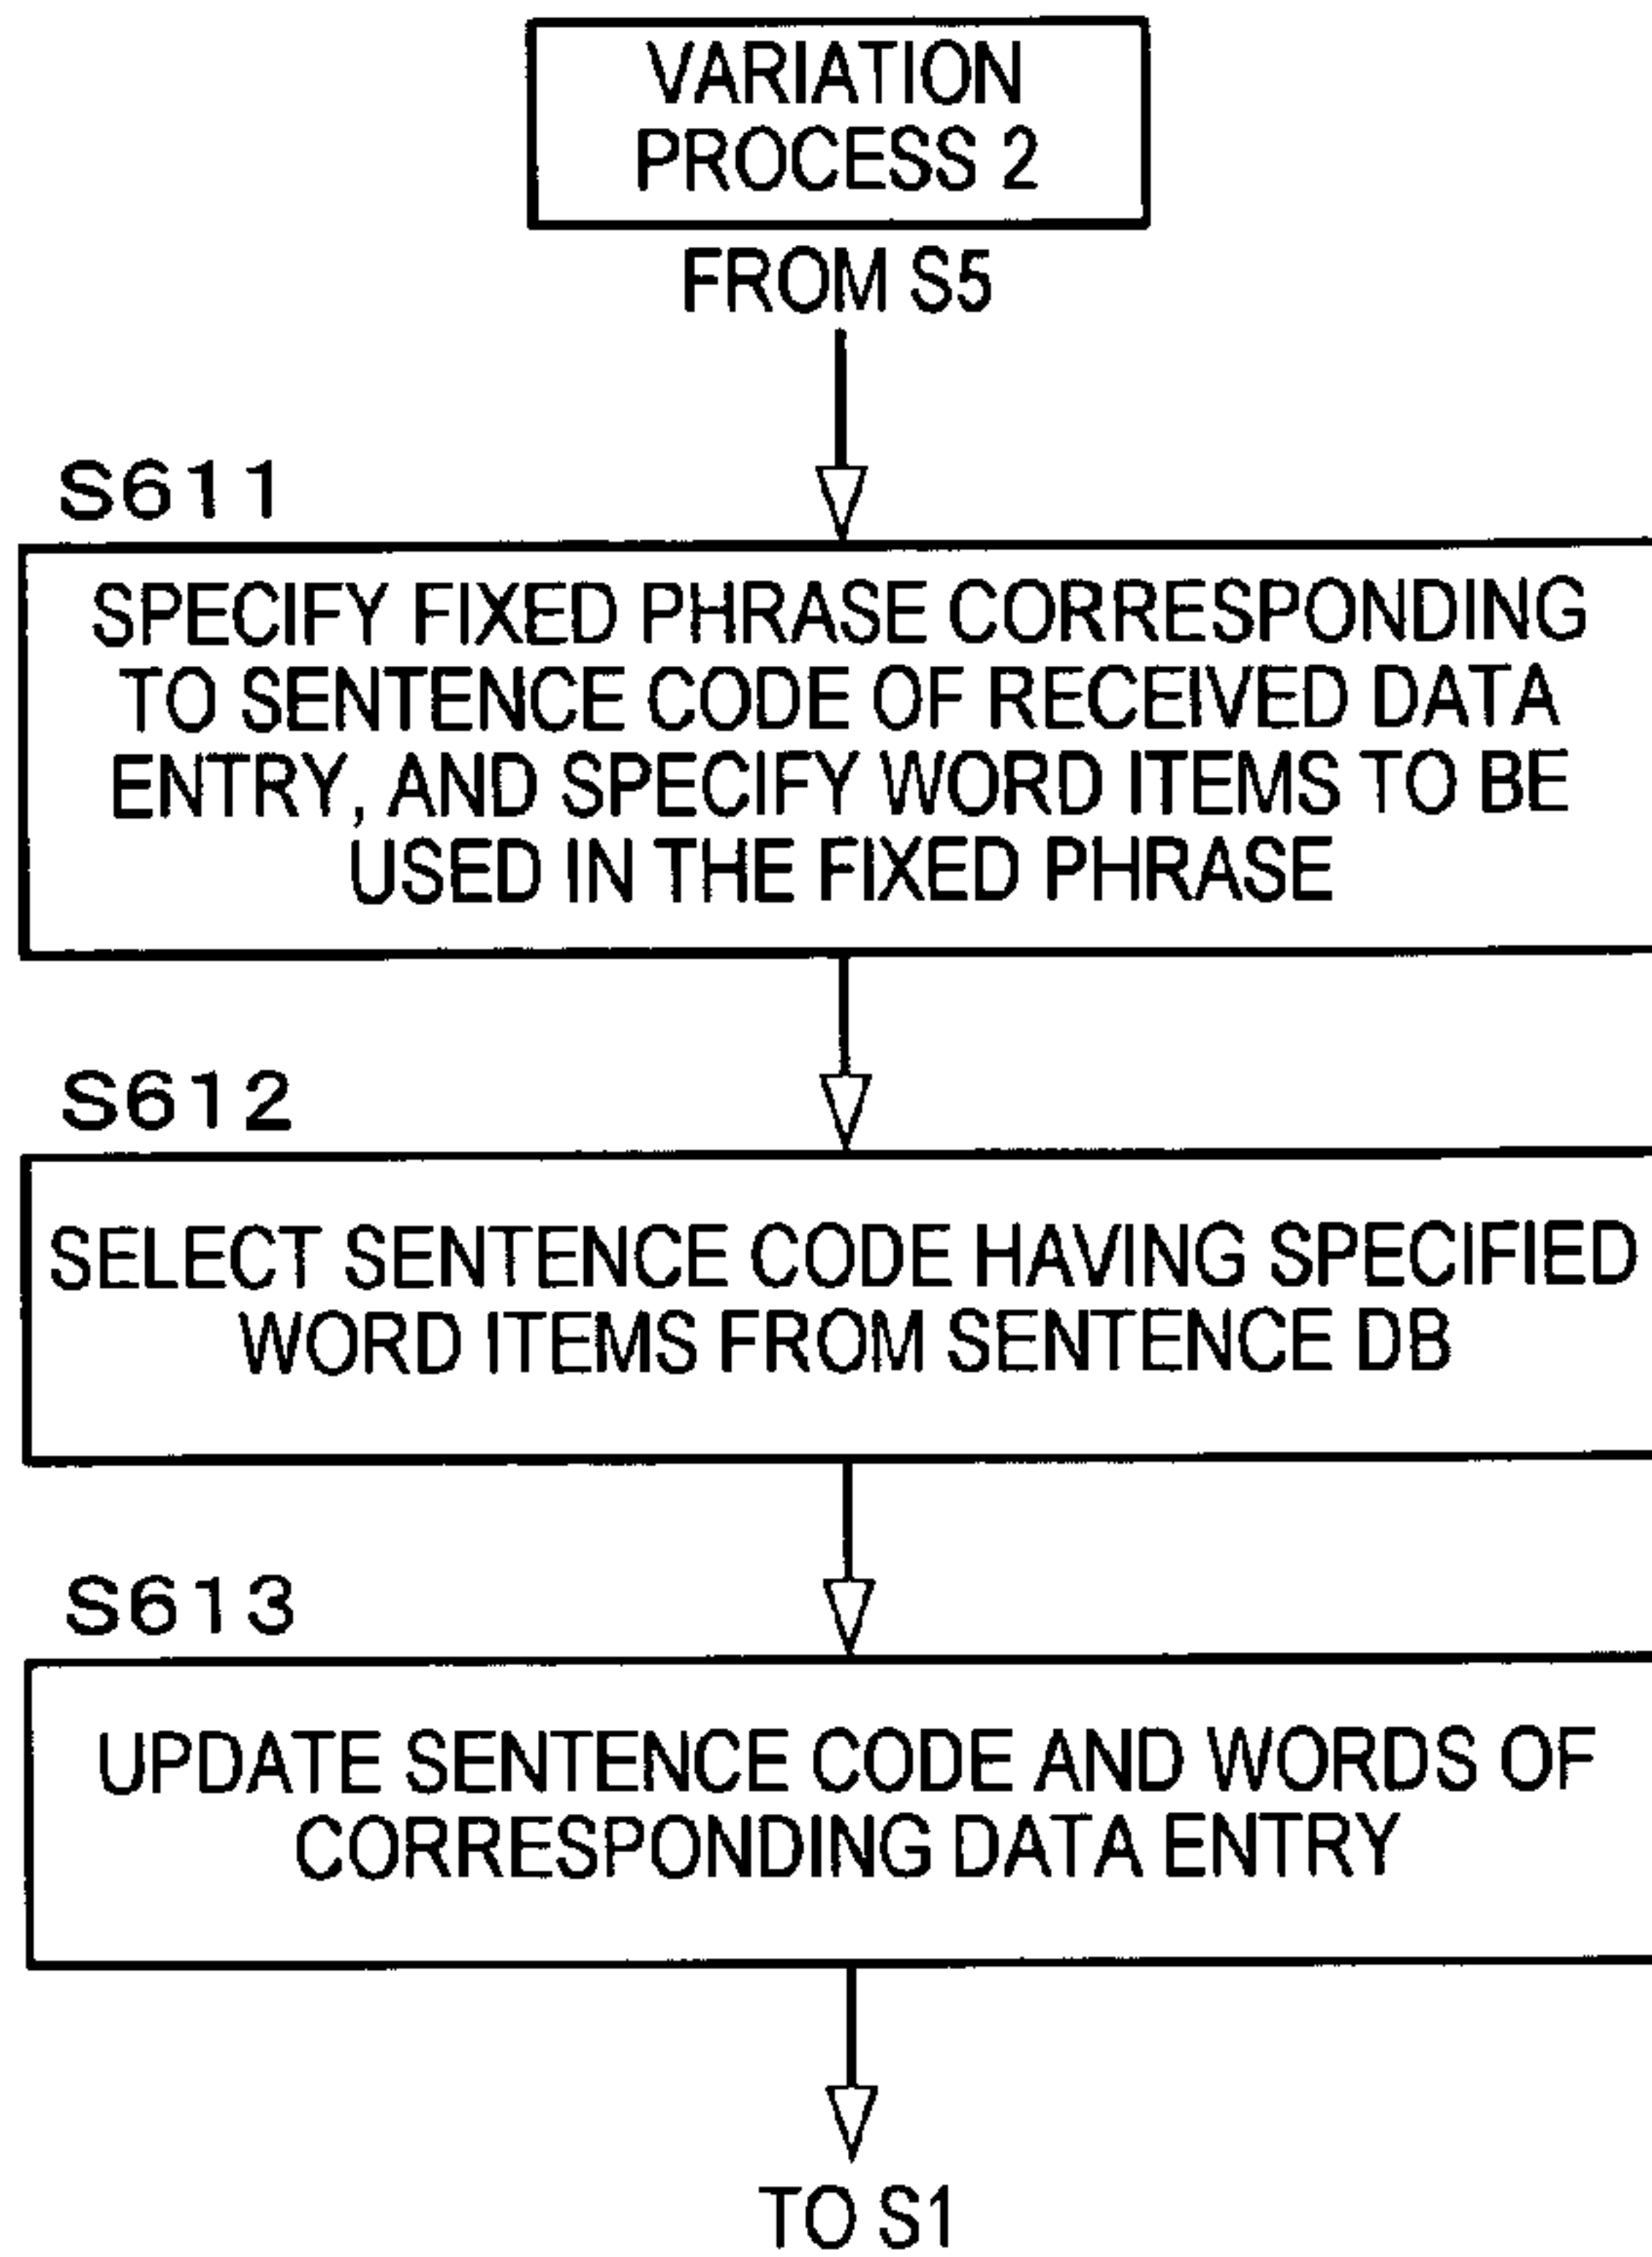 VARIATION
PROCESS 2
FROM S5
S611
SPECIFY FIXED PHRASE CORRESPONDING
TO SENTENCE CODE OF RECEIVED DATA
ENTRY, AND SPECIFY WORD ITEMS TO BE
USED IN THE FIXED PHRASE
S612
SELECT SENTENCE CODE HAVING SPECIFIED
WORD ITEMS FROM SENTENCE DB
S613
UPDATE SENTENCE CODE AND WORDS OF
CORRESPONDING DATA ENTRY
TO S1